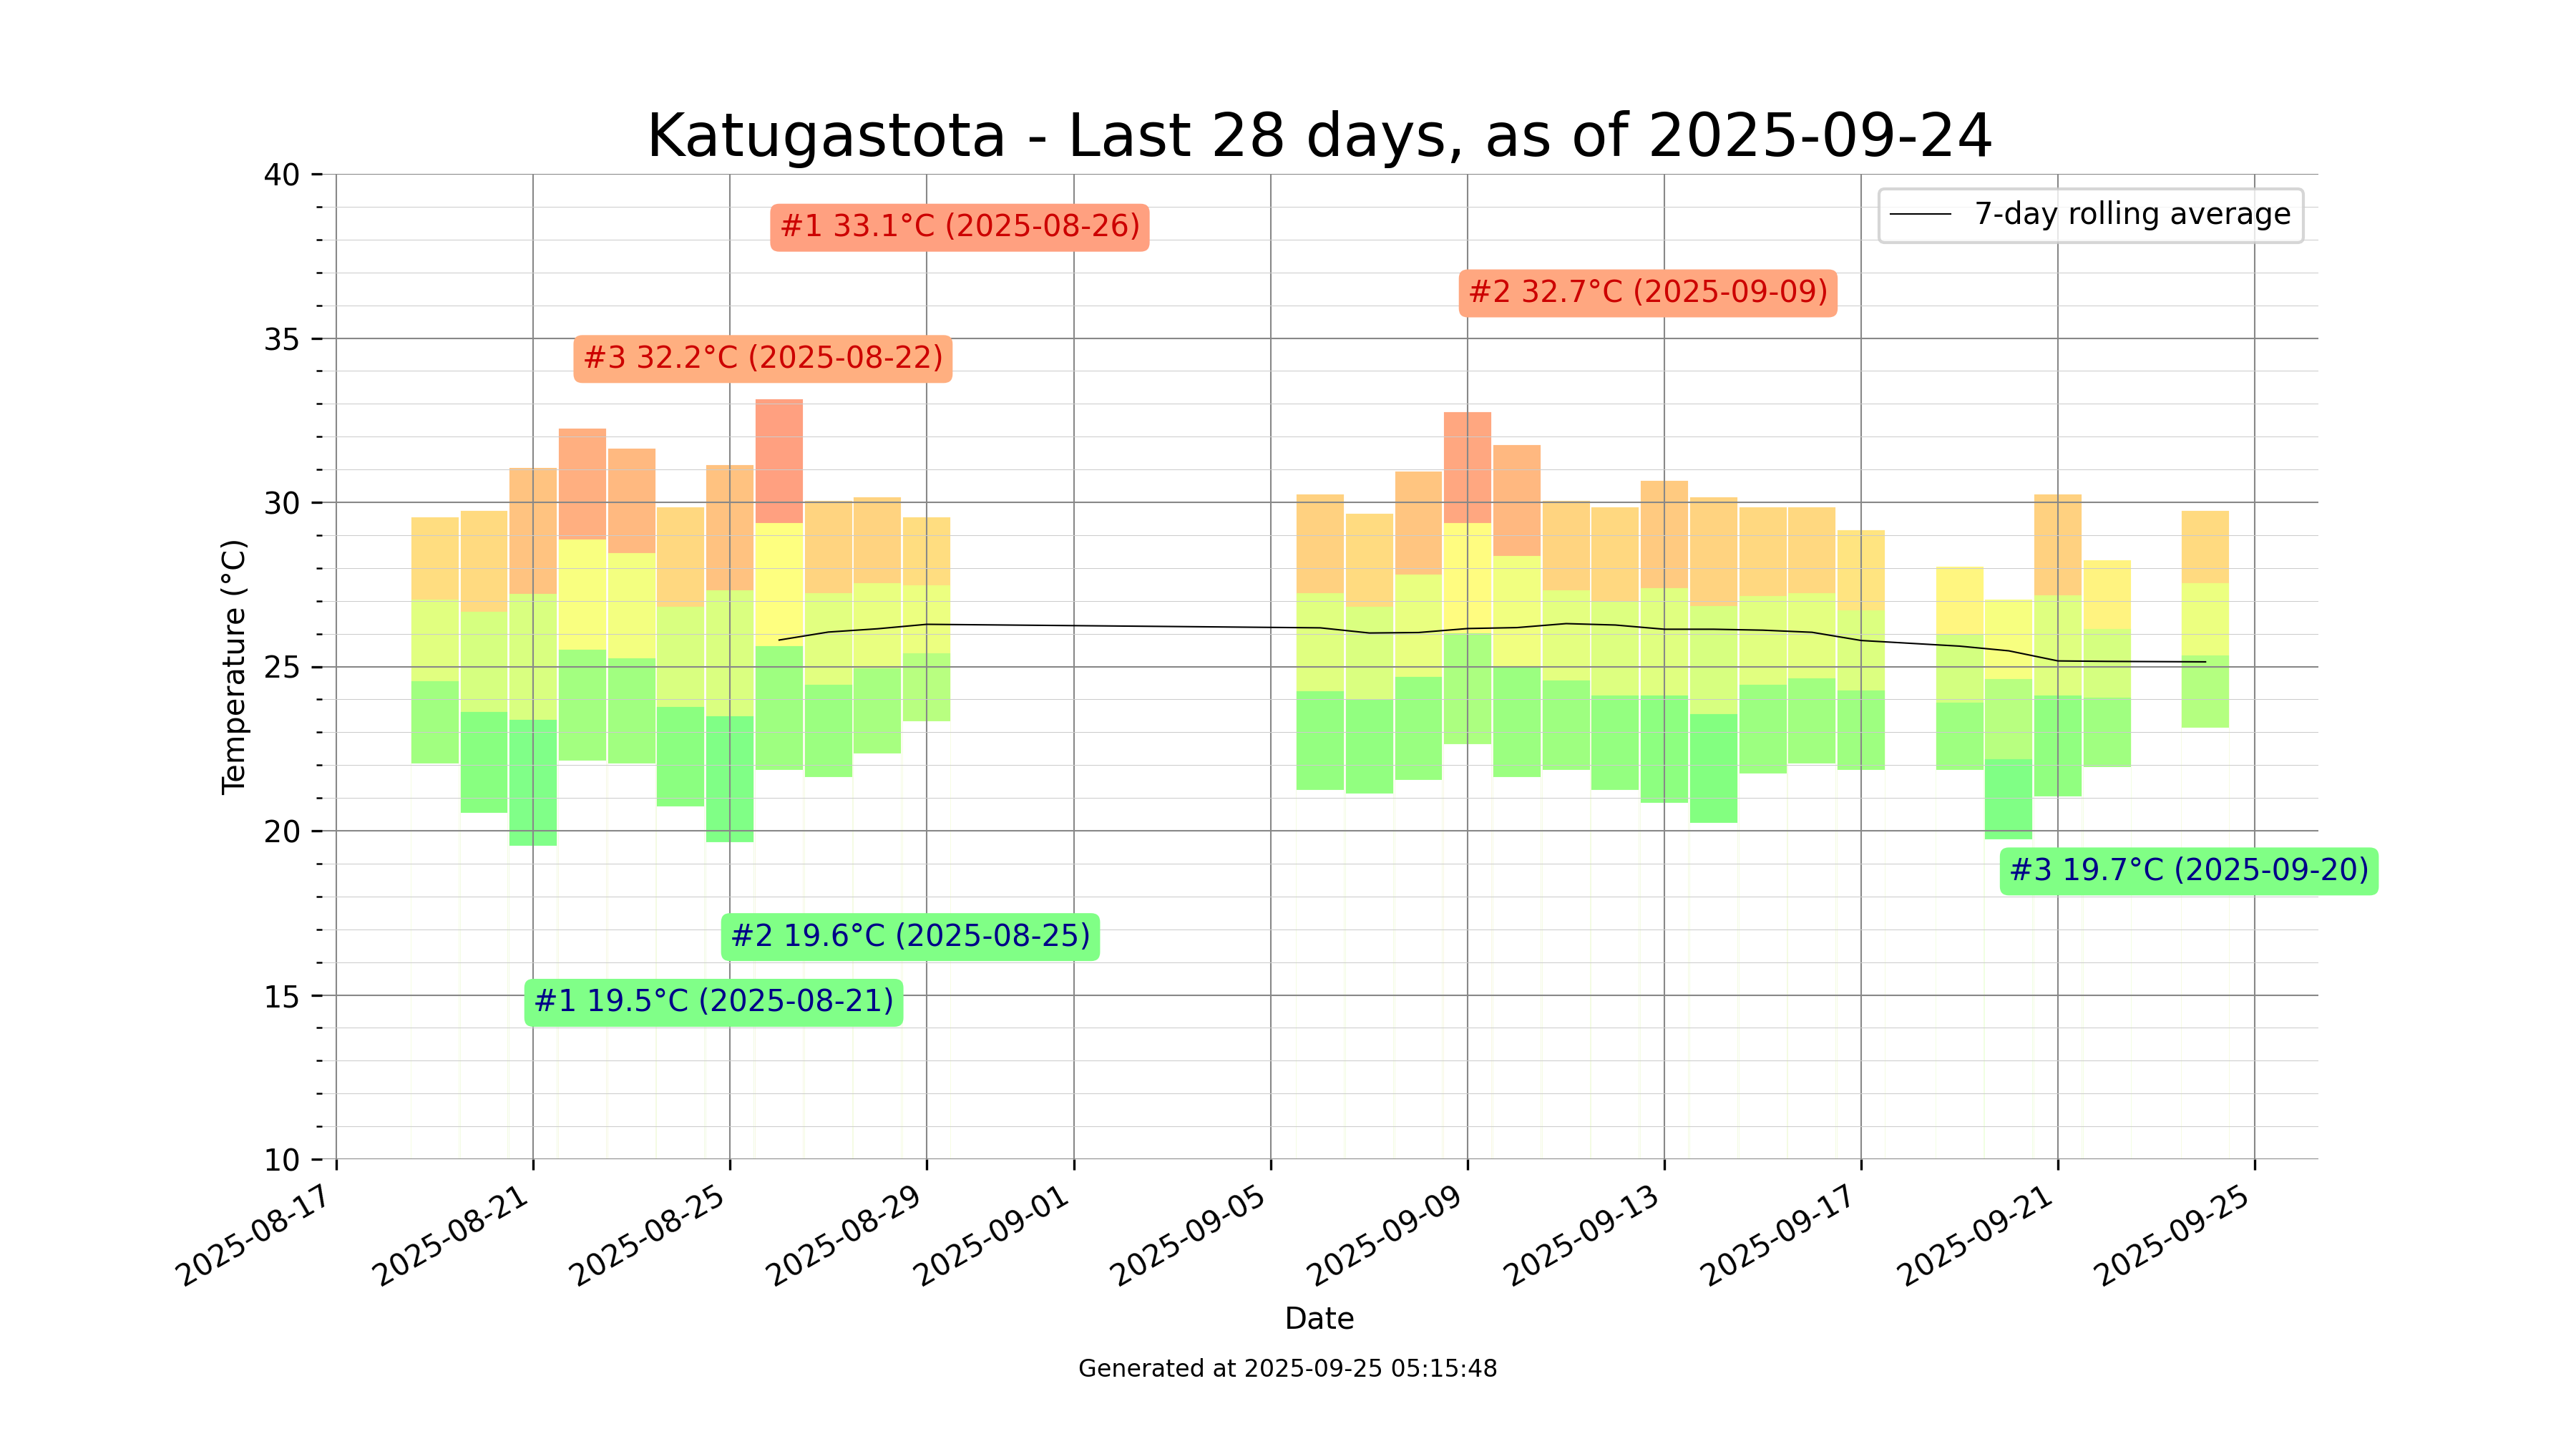 Katugastota - Last 28 days, as of 2025-09-24
7-day rolling average
#1 33.1°C (2025-08-26)
#2 32.7°C (2025-09-09)
#3 32.2°C (2025-08-22)
#3 19.7°C (2025-09-20)
#2 19.6°C (2025-08-25)
#1 19.5°C (2025-08-21)
Temperature (°C)
40
35
30
25
20
15
10
2025-08-17
2025-08-21
2025-08-25
2025-08-29
2025-09-01
2025-09-05
2025-09-09
2025-09-13
2025-09-17
2025-09-21
2025-09-25
Date
Generated at 2025-09-25 05:15:48